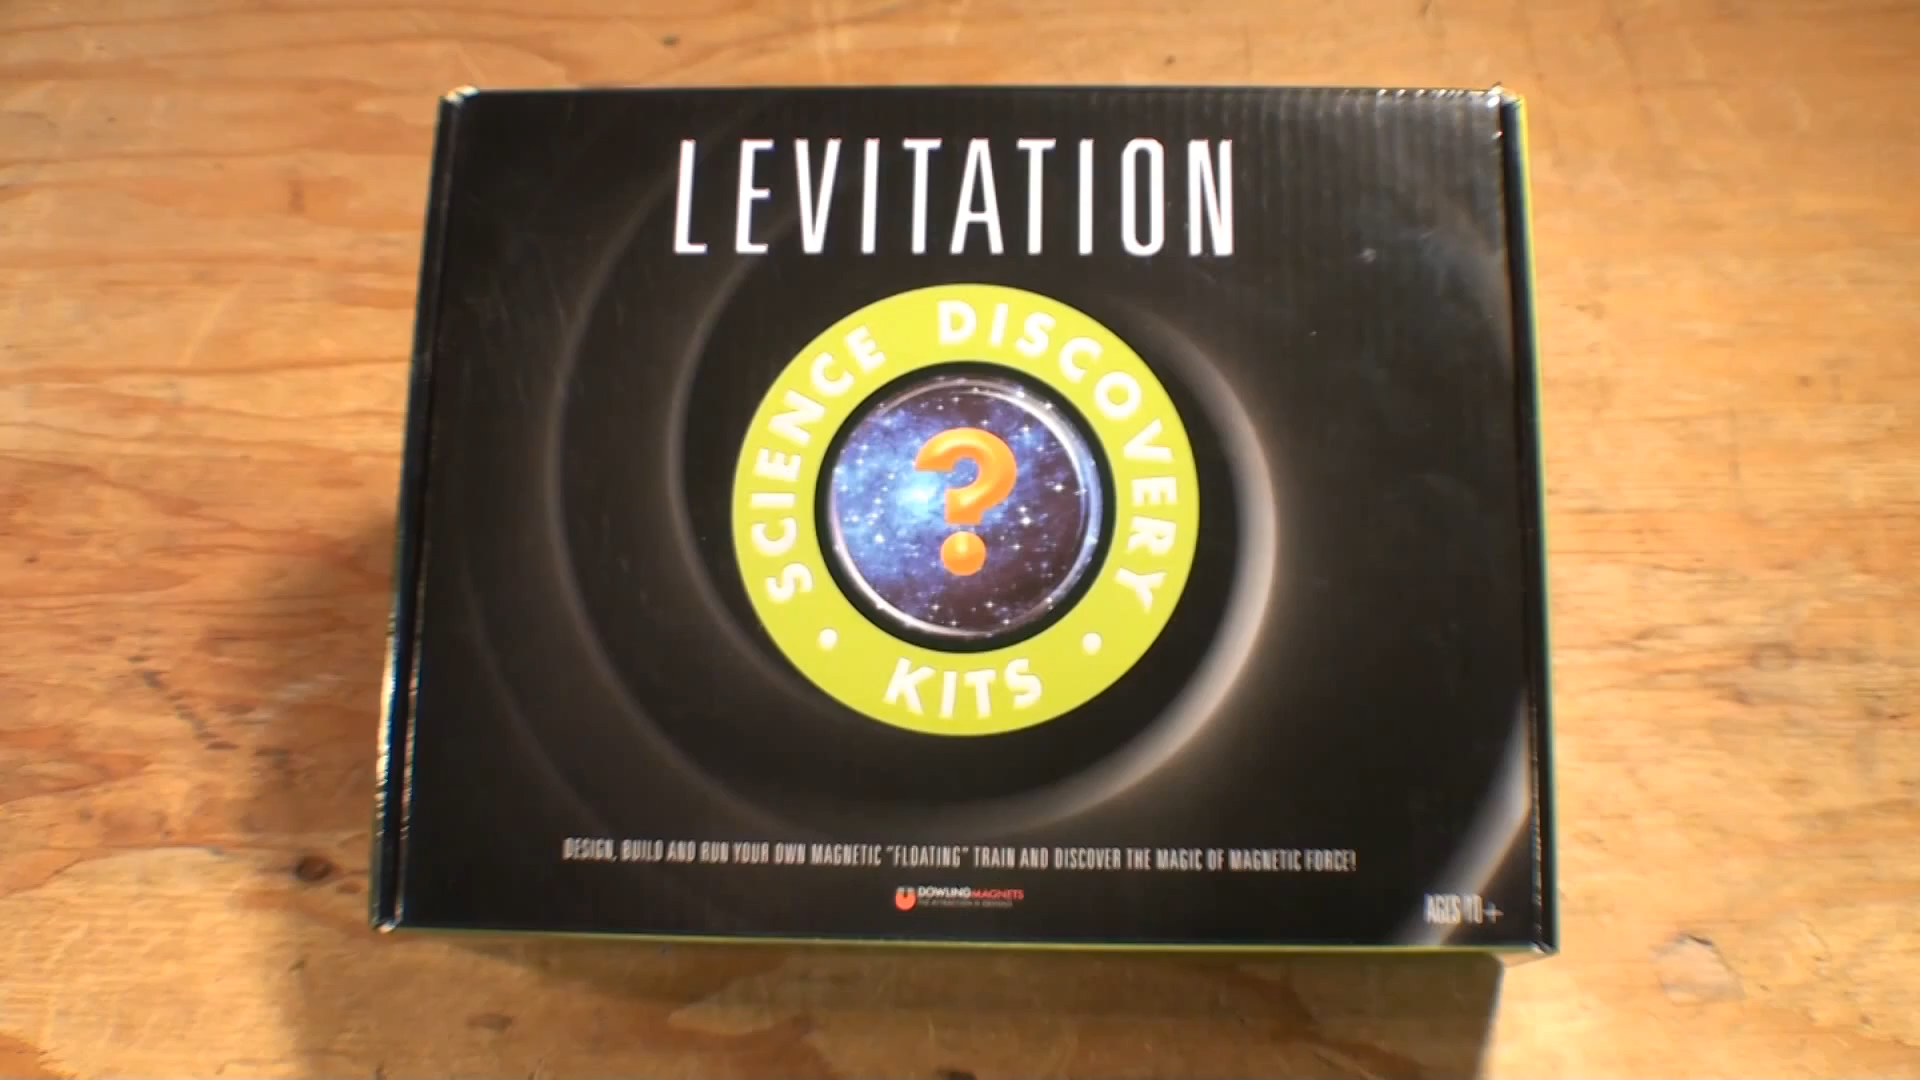 LEVITATION
SCIENCE DISCOVERY
?
KITS
DESIGN, BUILD AND RUN YOUR OWN MAGNETIC "FLOATING" TRAIN AND DISCOVER THE MAGIC OF MAGNETIC FORCE!
DOWLING MAGNETS
AGES 10+